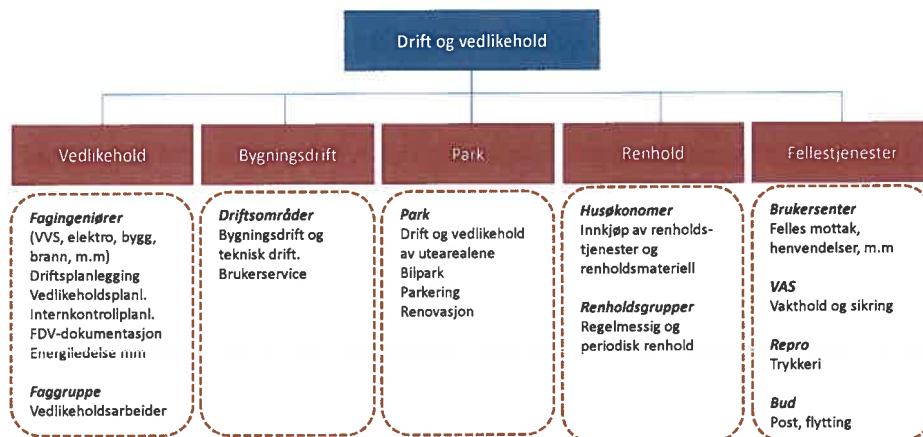 Drift og vedlikehold
Vedlikehold
Fagingeniører
(VVS, elektro, bygg,
brann, m.m)
Driftsplanlegging
Vedlikeholdsplanl.
Internkontrollplanl.
FDV-dokumentasjon
Energiledelse mm
Faggruppe
Vedlikeholdsarbeider
Bygningsdrift
Driftsområder
Bygningsdrift og
teknisk drift.
Brukerservice
Park
Park
Drift og vedlikehold
av utearealene
Bilpark
Parkering
Renovasjon
Renhold
Husøkonomer
Innkjøp av renholds-
tjenester og
renholdsmateriell
Renholdsgrupper
Regelmessig og
periodisk renhold
Fellestjenester
Brukersenter
Felles mottak,
henvendelser, m.m
VAS
Vakthold og sikring
Repro
Trykkeri
Bud
Post, flytting